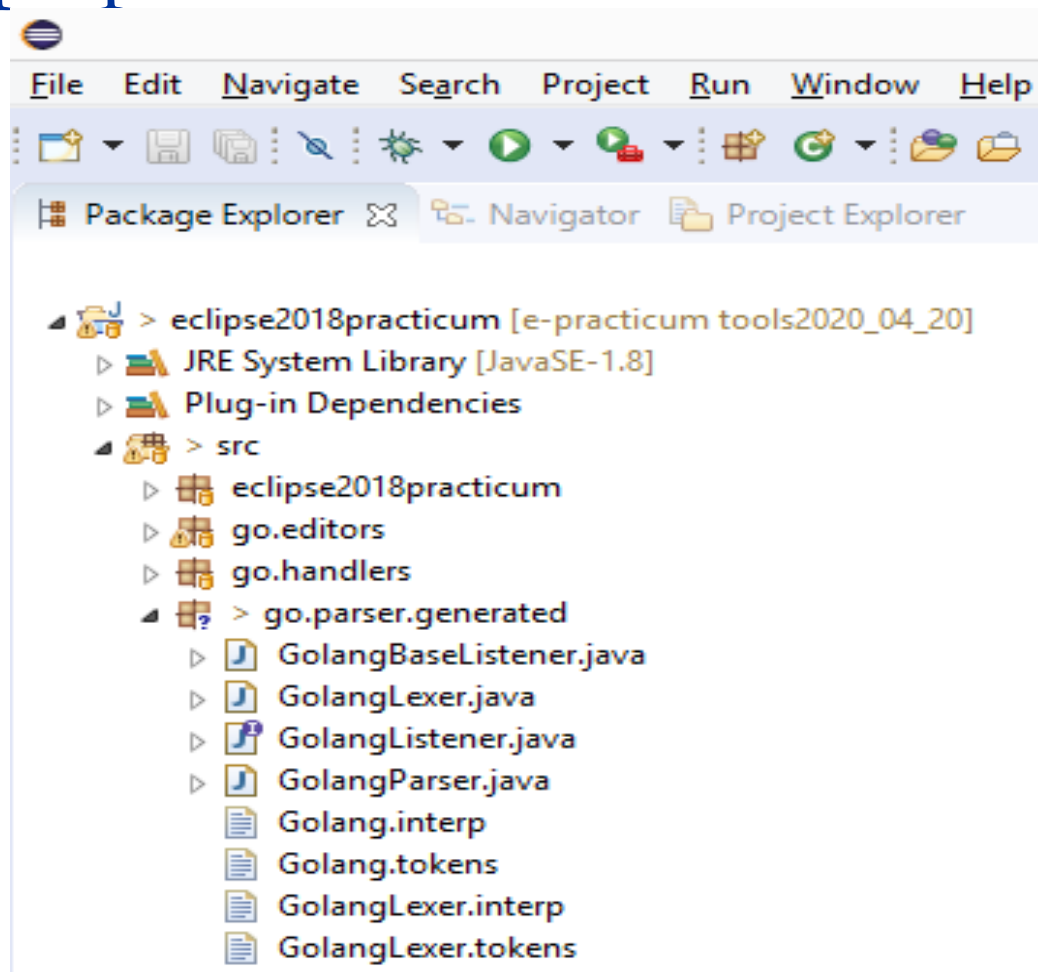 File Edit Navigate Search Project Run Window Help
Package Explorer Navigator Project Explorer
> eclipse2018practicum [e-practicum tools2020_04_20]
JRE System Library [JavaSE-1.8]
Plug-in Dependencies
> src
eclipse2018practicum
go.editors
go.handlers
> go.parser.generated
GolangBaseListener.java
GolangLexer.java
GolangListener.java
GolangParser.java
Golang.interp
Golang.tokens
GolangLexer.interp
GolangLexer.tokens